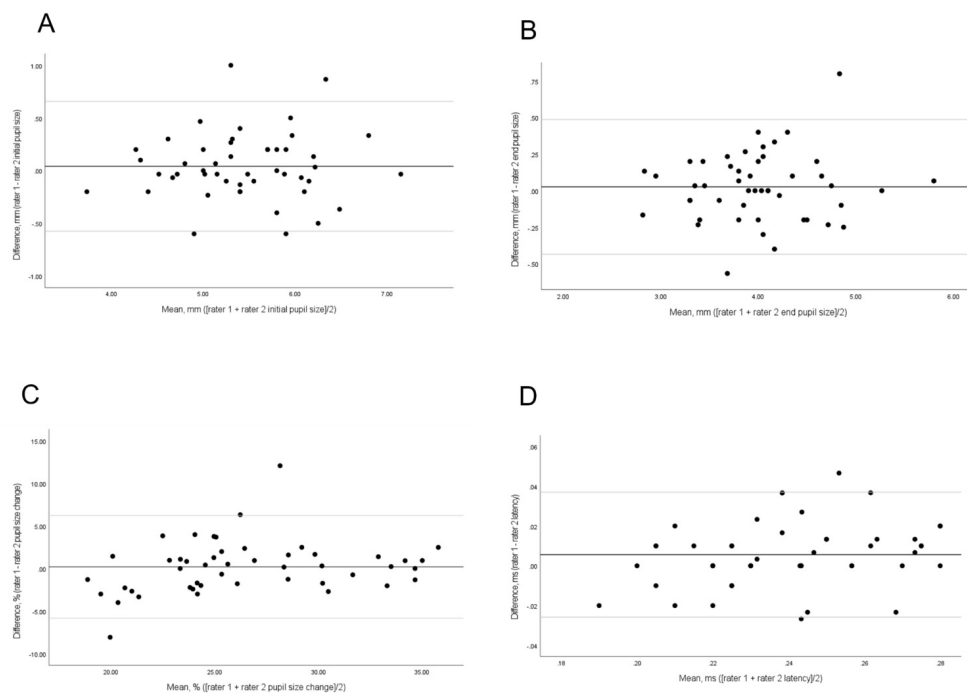 A
Difference, mm (rater 1 - rater 2 initial pupil size)
1.00
.50
.00
-.50
-1.00
4.00 5.00 6.00 7.00
Mean, mm ([rater 1 + rater 2 initial pupil size]/2)
B
Difference, mm (rater 1 - rater 2 end pupil size)
.75
.50
.25
.00
-.25
-.50
2.00 3.00 4.00 5.00 6.00
Mean, mm ([rater 1 + rater 2 end pupil size]/2)
C
Difference, % (rater 1 - rater 2 pupil size change)
15.00
10.00
5.00
.00
-5.00
-10.00
20.00 25.00 30.00 35.00
Mean, % ([rater 1 + rater 2 pupil size change]/2)
D
Difference, ms (rater 1 - rater 2 latency)
.06
.04
.02
.00
-.02
-.04
.18 .20 .22 .24 .26 .28
Mean, ms ([rater 1 + rater 2 latency]/2)